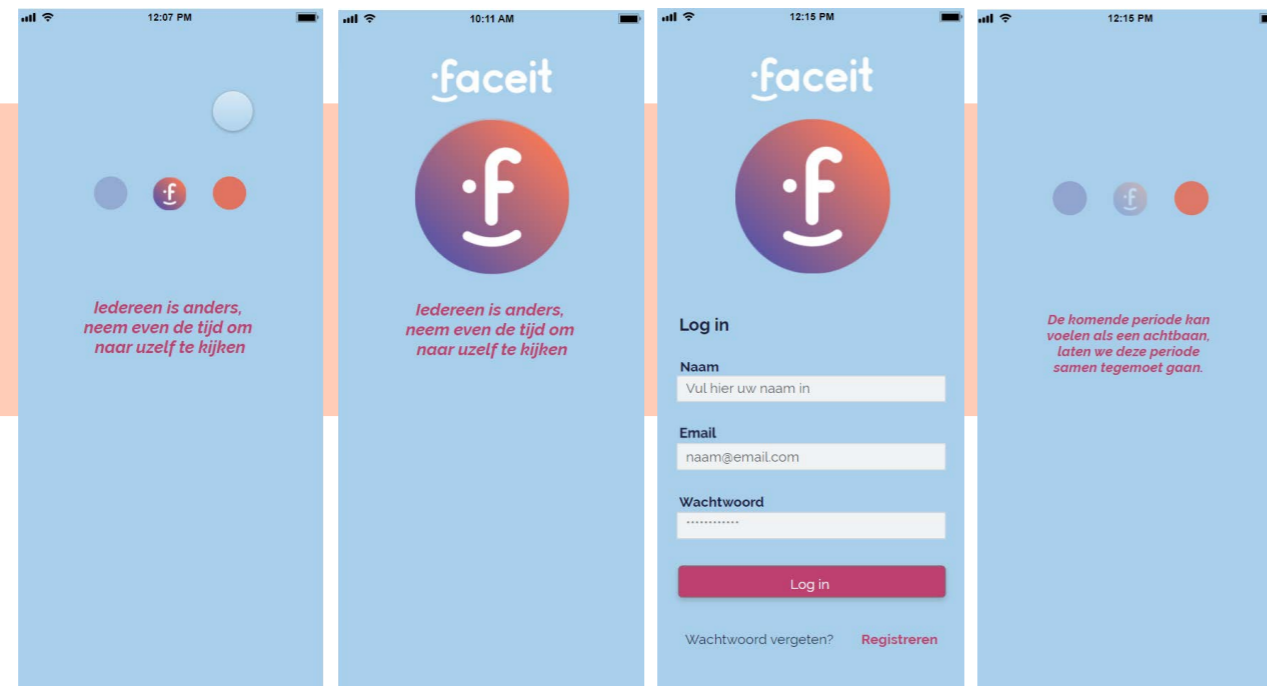 12:07 PM
Iedereen is anders,
neem even de tijd om
naar uzelf te kijken
10:11 AM
faceit
f
Iedereen is anders,
neem even de tijd om
naar uzelf te kijken
12:15 PM
faceit
f
Log in
Naam
Vul hier uw naam in
Email
naam@email.com
Wachtwoord
************
Log in
Wachtwoord vergeten? Registreren
12:15 PM
f
De komende periode kan
voelen als een achtbaan,
laten we deze periode
samen tegemoet gaan.